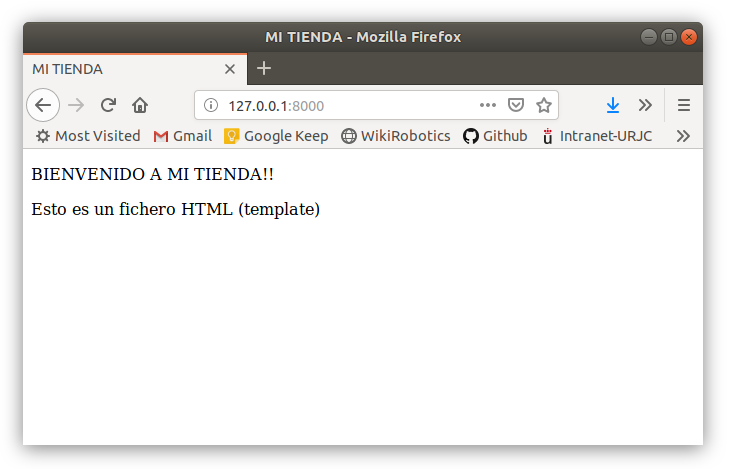 MI TIENDA - Mozilla Firefox
MI TIENDA
127.0.0.1:8000
Most Visited Gmail Google Keep WikiRobotics Github Intranet-URJC
BIENVENIDO A MI TIENDA!!
Esto es un fichero HTML (template)